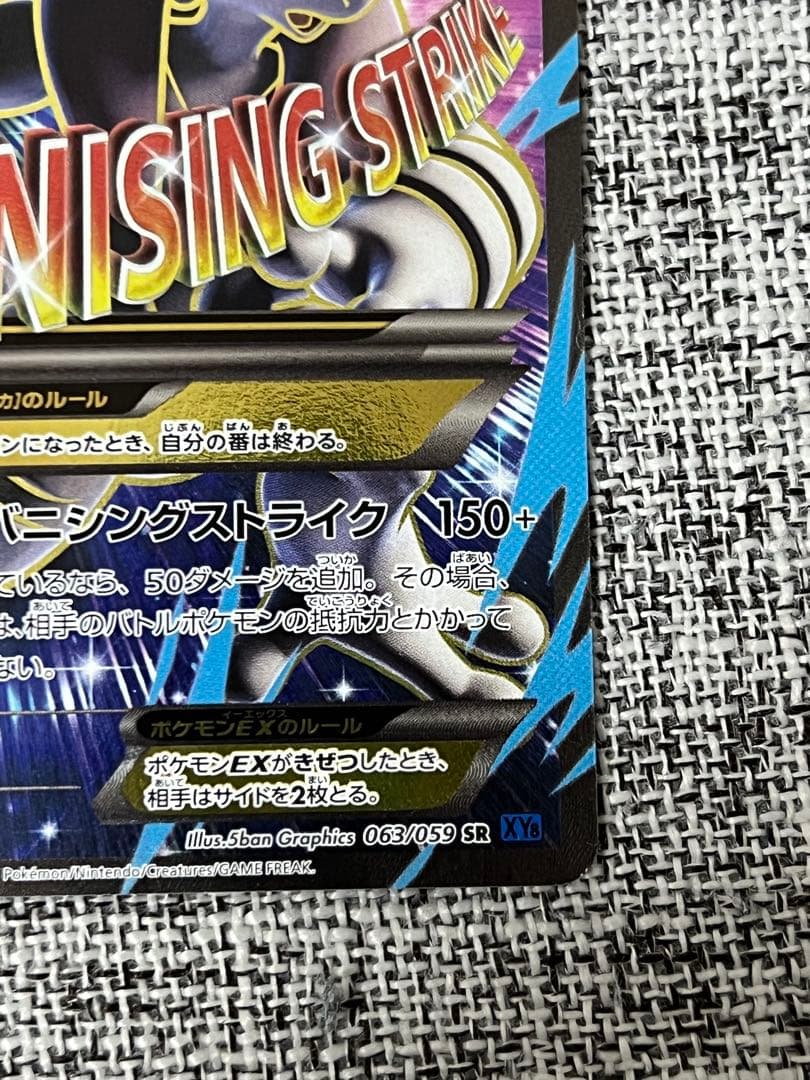 NISING STRIKE
カ]のルール
ンになったとき、自分の番は終わる。
バニシングストライク 150+
ているなら、50ダメージを追加。その場合、
は、相手のバトルポケモンの抵抗力とかかって
ない。
ポケモンEXのルール
ポケモンEXがきぜつしたとき、
相手はサイドを2枚とる。
Illus.5ban Graphics 063/059 SR XY8
Pokémon/Nintendo/Creatures/GAME FREAK.